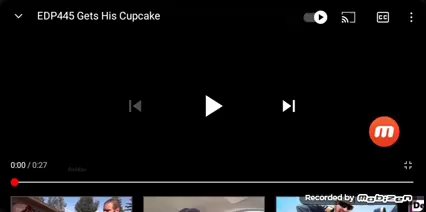 EDP445 Gets His Cupcake
CC
m
0:00 / 0:27
Recorded by mobizen